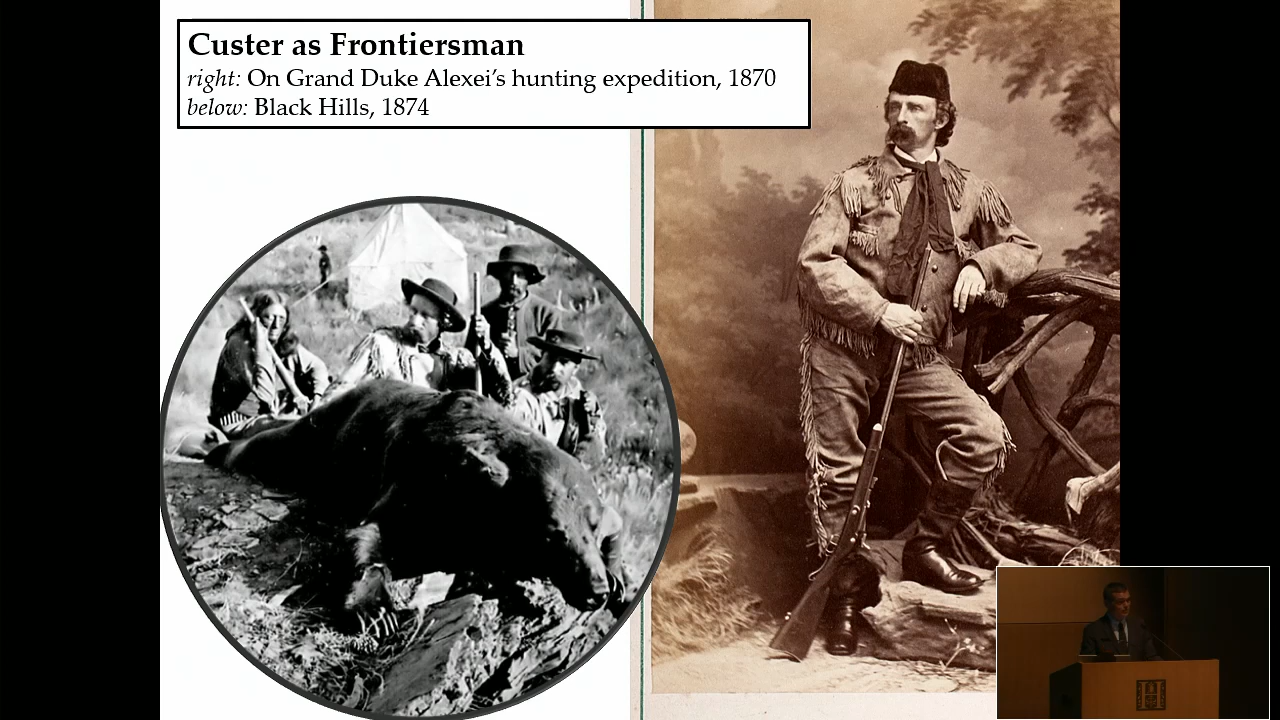 Custer as Frontiersman
right: On Grand Duke Alexei’s hunting expedition, 1870
below: Black Hills, 1874